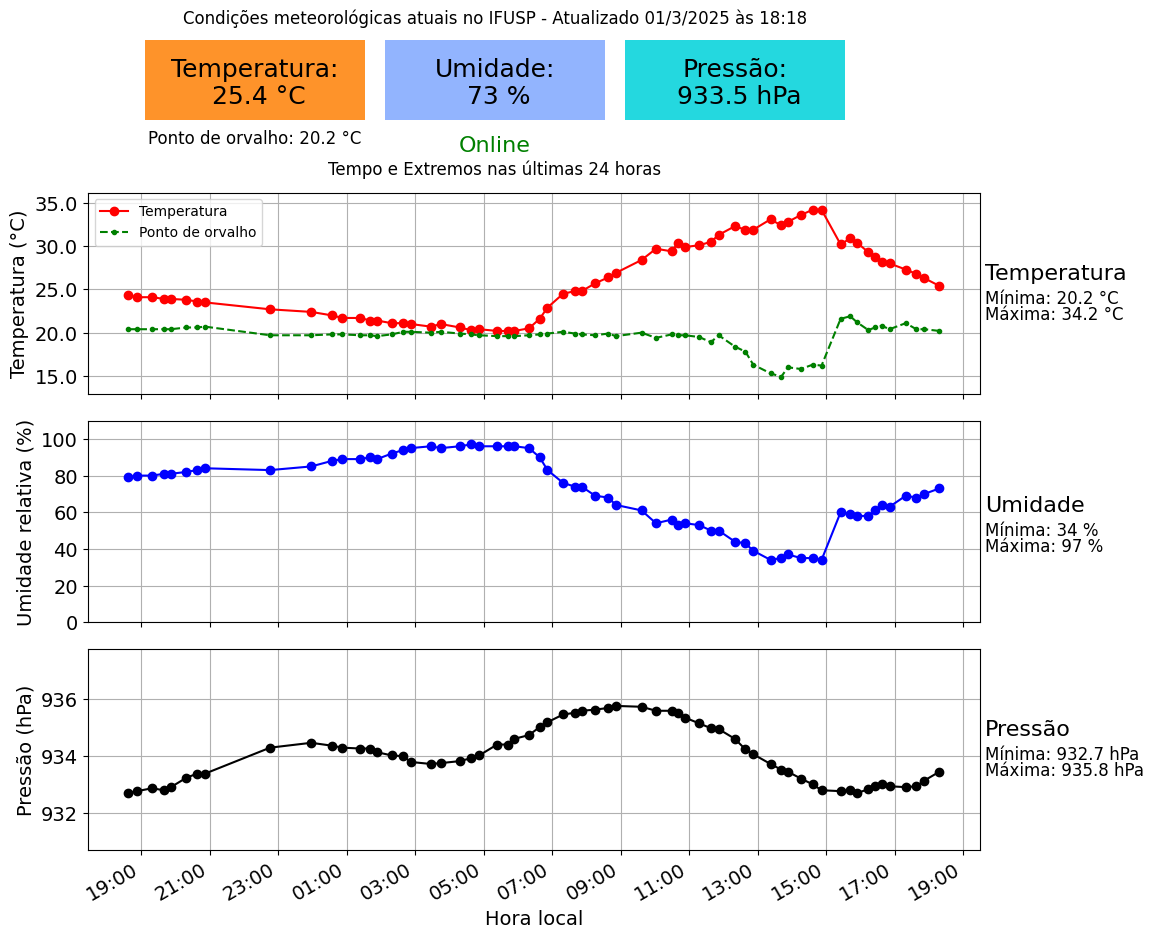 Condições meteorológicas atuais no IFUSP - Atualizado 01/3/2025 às 18:18
Temperatura:
25.4 °C
Umidade:
73 %
Pressão:
933.5 hPa
Ponto de orvalho: 20.2 °C
Online
Tempo e Extremos nas últimas 24 horas
Temperatura (°C)
35.0
30.0
25.0
20.0
15.0
Temperatura
Ponto de orvalho
Temperatura
Mínima: 20.2 °C
Máxima: 34.2 °C
Umidade relativa (%)
100
80
60
40
20
0
Umidade
Mínima: 34 %
Máxima: 97 %
Pressão (hPa)
936
934
932
Pressão
Mínima: 932.7 hPa
Máxima: 935.8 hPa
19:00 21:00 23:00 01:00 03:00 05:00 07:00 09:00 11:00 13:00 15:00 17:00 19:00
Hora local